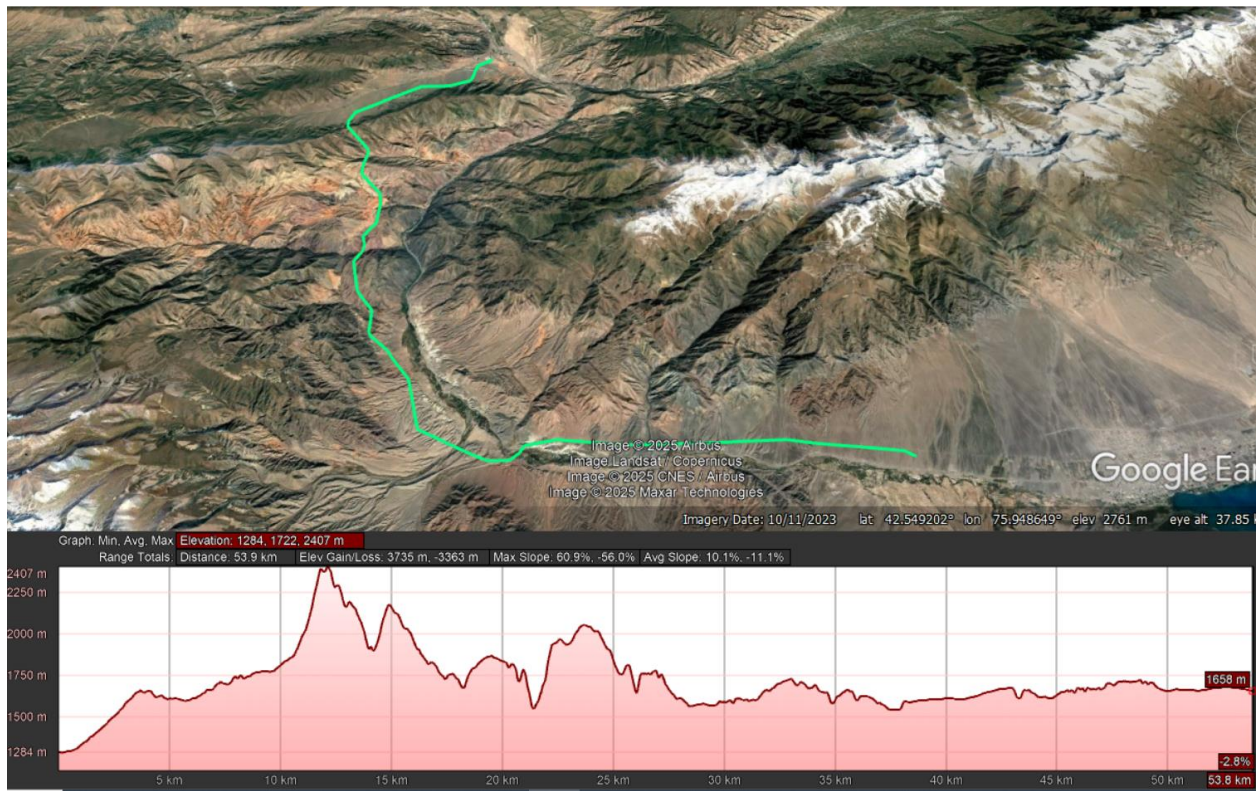 Image © 2025 Airbus
Image Landsat / Copernicus
Image © 2025 CNES / Airbus
Image © 2025 Maxar Technologies
Google Ear
Imagery Date: 10/11/2023 lat 42.549202° lon 75.948649° elev 2761 m eye alt 37.85
Graph: Min, Avg, Max Elevation: 1284, 1722, 2407 m
Range Totals: Distance: 53.9 km Elev Gain/Loss: 3735 m, -3363 m Max Slope: 60.9%, -56.0% Avg Slope: 10.1%, -11.1%
2407 m
2250 m
2000 m
1750 m
1658 m
1500 m
1284 m
-2.8%
5 km 10 km 15 km 20 km 25 km 30 km 35 km 40 km 45 km 50 km 53.8 km